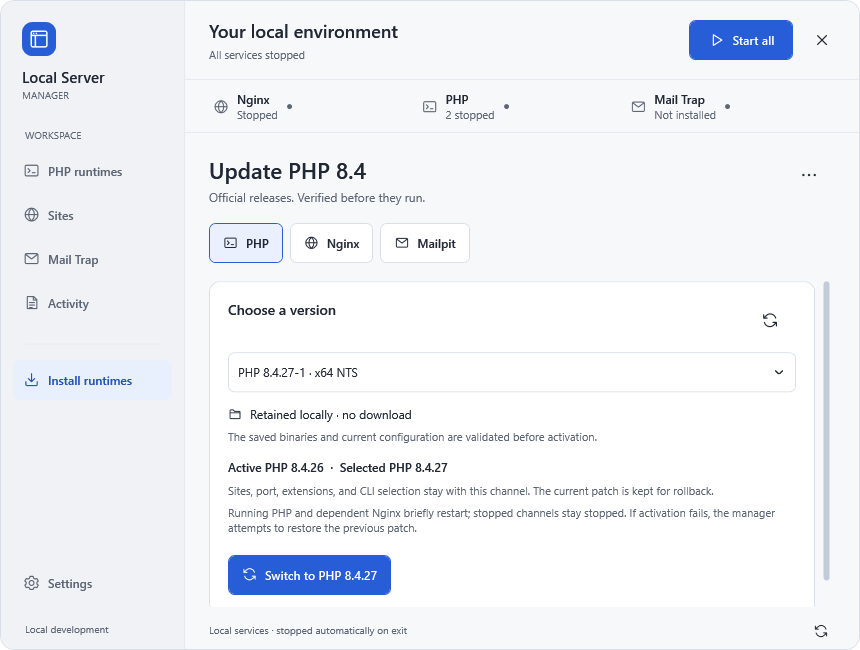 Local Server
MANAGER
WORKSPACE
PHP runtimes
Sites
Mail Trap
Activity
Install runtimes
Settings
Local development
Your local environment
All services stopped
Start all
Nginx
Stopped
PHP
2 stopped
Mail Trap
Not installed
Update PHP 8.4
Official releases. Verified before they run.
PHP
Nginx
Mailpit
Choose a version
PHP 8.4.27-1 · x64 NTS
Retained locally · no download
The saved binaries and current configuration are validated before activation.
Active PHP 8.4.26 · Selected PHP 8.4.27
Sites, port, extensions, and CLI selection stay with this channel. The current patch is kept for rollback.
Running PHP and dependent Nginx briefly restart; stopped channels stay stopped. If activation fails, the manager
attempts to restore the previous patch.
Switch to PHP 8.4.27
Local services · stopped automatically on exit